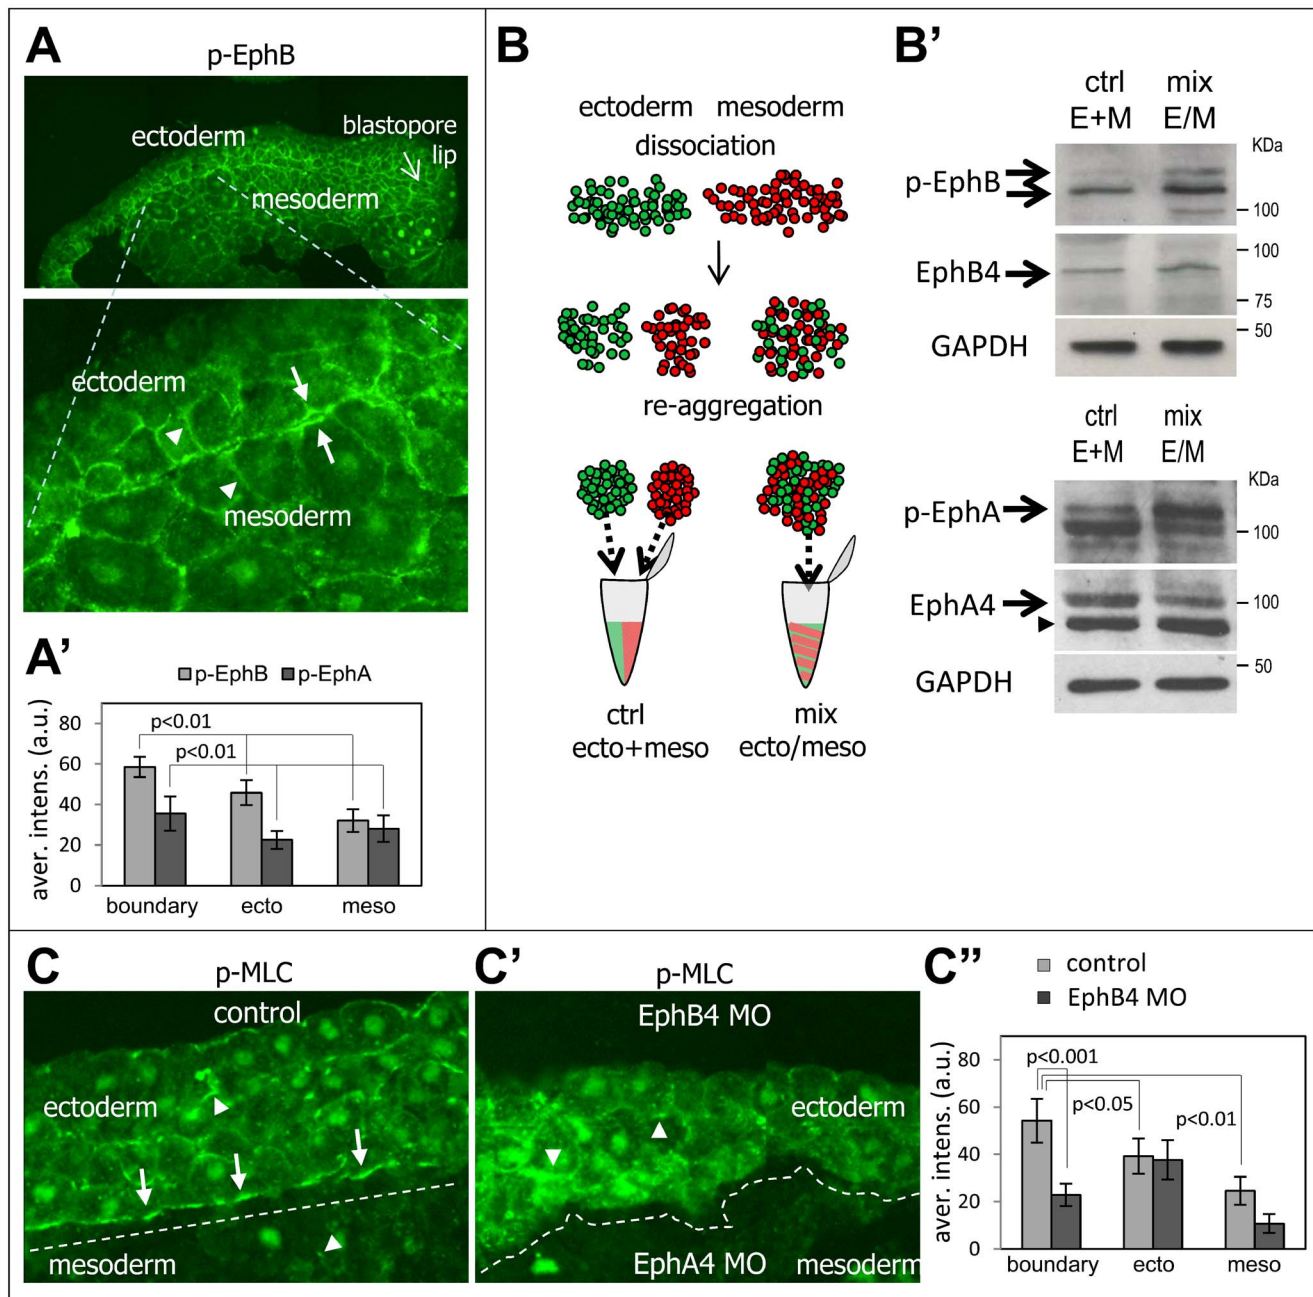 A
p-EphB
ectoderm
blastopore
lip
mesoderm
ectoderm
mesoderm
A’
p-EphB p-EphA
aver. intens. (a.u.)
80
60
40
20
0
p<0.01
p<0.01
boundary ecto meso
B
ectoderm mesoderm
dissociation
re-aggregation
ctrl
ecto+meso
mix
ecto/meso
B’
ctrl mix
E+M E/M
KDa
p-EphB
100
100
EphB4
75
50
GAPDH
ctrl mix
E+M E/M
KDa
p-EphA
100
EphA4
100
50
GAPDH
C
p-MLC
control
ectoderm
mesoderm
C’
p-MLC
EphB4 MO
ectoderm
EphA4 MO
mesoderm
C”
control
EphB4 MO
aver. intens. (a.u.)
80
60
40
20
0
p<0.001
p<0.05
p<0.01
boundary ecto meso